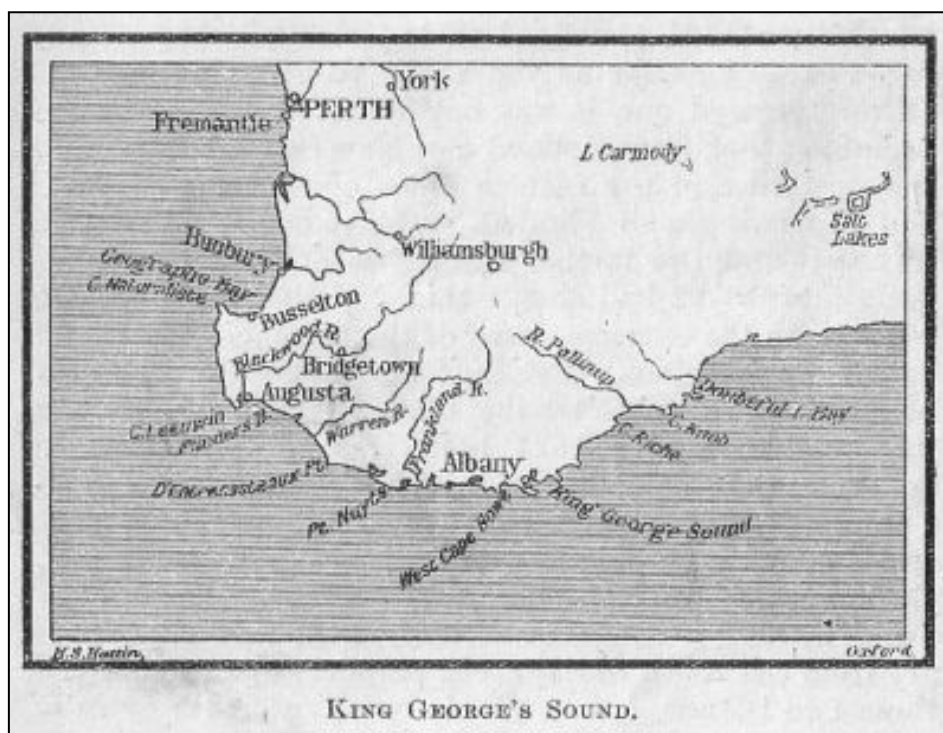 York
PERTH
Fremantle
L Carmody
Salt
Lakes
Bunbury
Williamsburgh
Geographe Bay
C. Naturaliste
Busselton
Blackwood R.
Bridgetown
R. Pallinup
Augusta
Doubtful I. Bay
C. Knob
C. Riche
C. Leeuwin
Flinders B.
Warren R.
Frankland R.
D'Entrecasteaux Pt.
Albany
Pt. Nuyts
West Cape Howe
King George Sound
Oxford.
KING GEORGE'S SOUND.